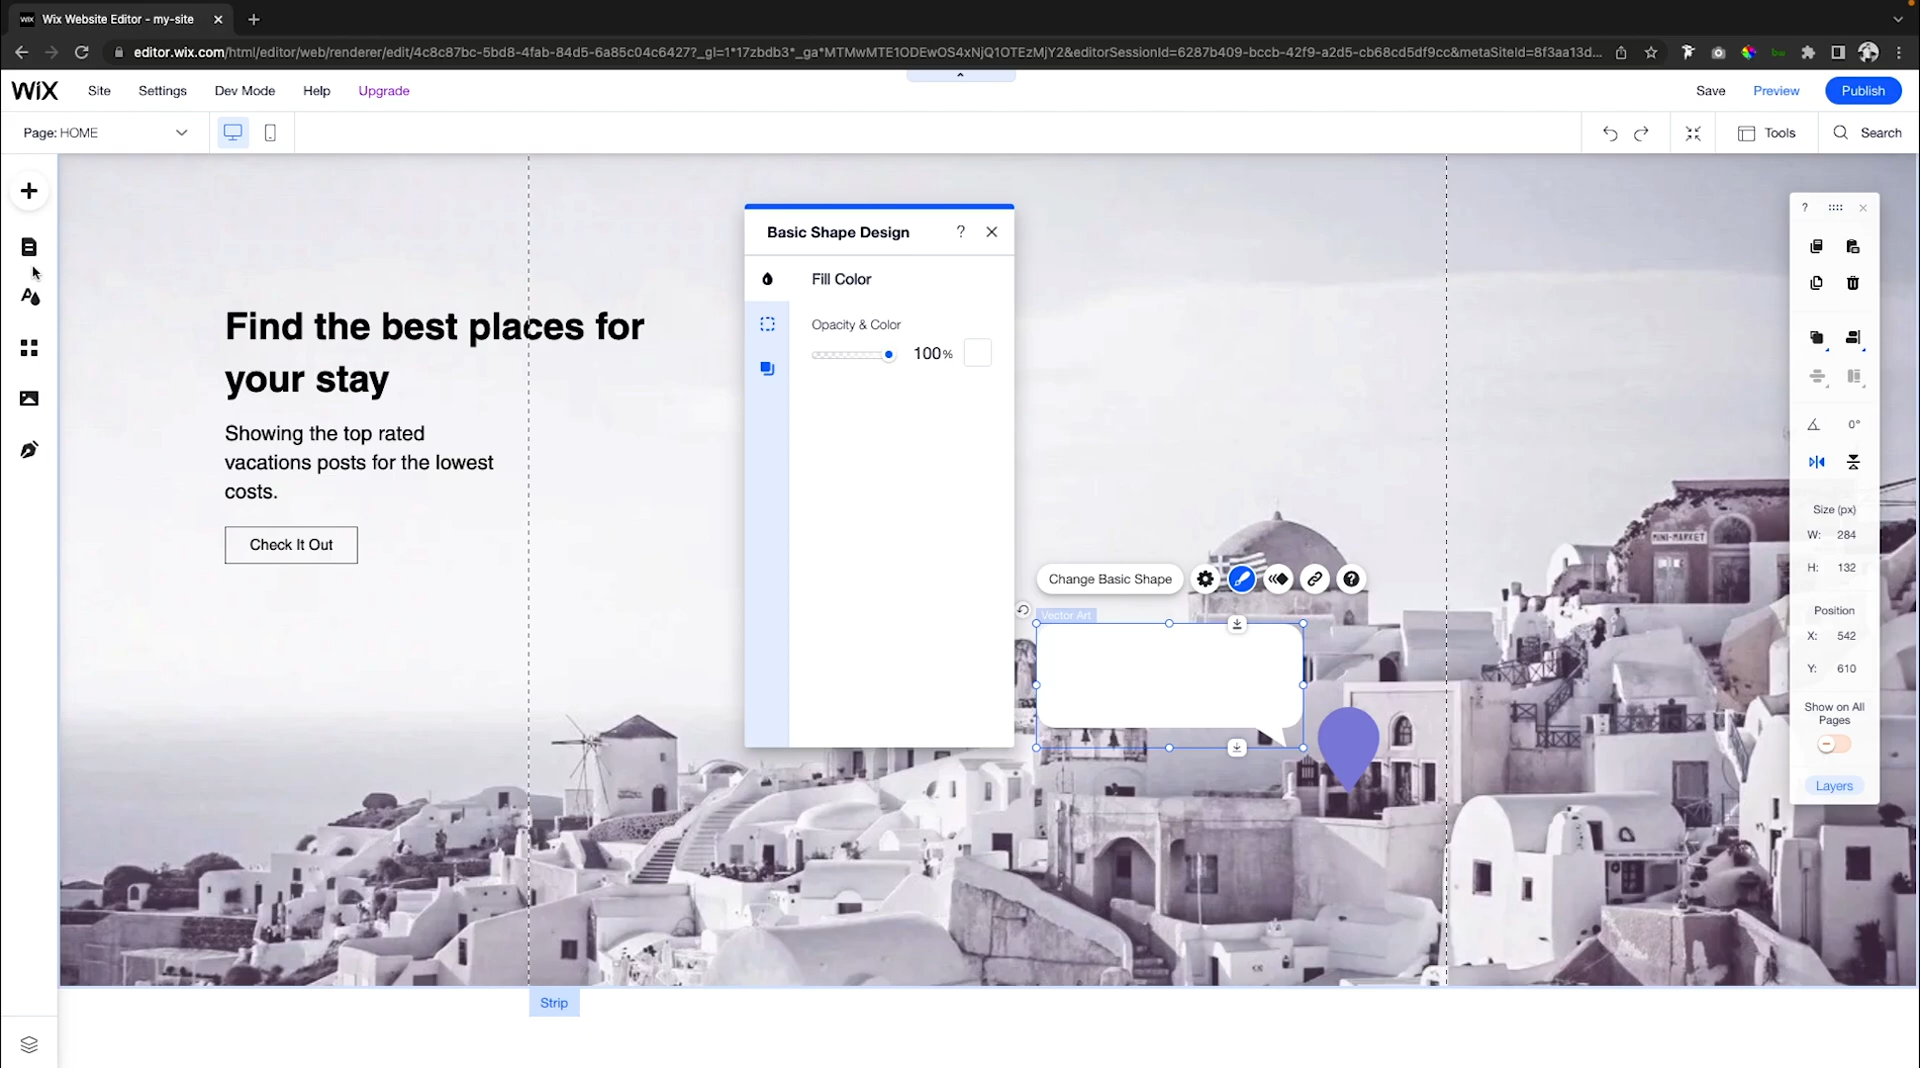 Wix Website Editor - my-site
editor.wix.com/html/editor/web/renderer/edit/4c8c87bc-5bd8-4fab-84d5-6a85c04c6427?_gl=1*17zbdb3*_ga*MTMwMTE1ODEwOS4xNjQ1OTEzMjY2&editorSessionId=6287b409-bccb-42f9-a2d5-cb68cd5df9cc&metaSiteId=8f3aa13d...
WiX Site Settings Dev Mode Help Upgrade Save Preview Publish
Page: HOME Tools Search
Basic Shape Design ?
Fill Color
Opacity & Color
100%
Find the best places for
your stay
Showing the top rated
vacations posts for the lowest
costs.
Check It Out
Change Basic Shape
Vector Art
MINI-MARKET
Strip
?
0°
Size (px)
W: 284
H: 132
Position
X: 542
Y: 610
Show on All
Pages
Layers